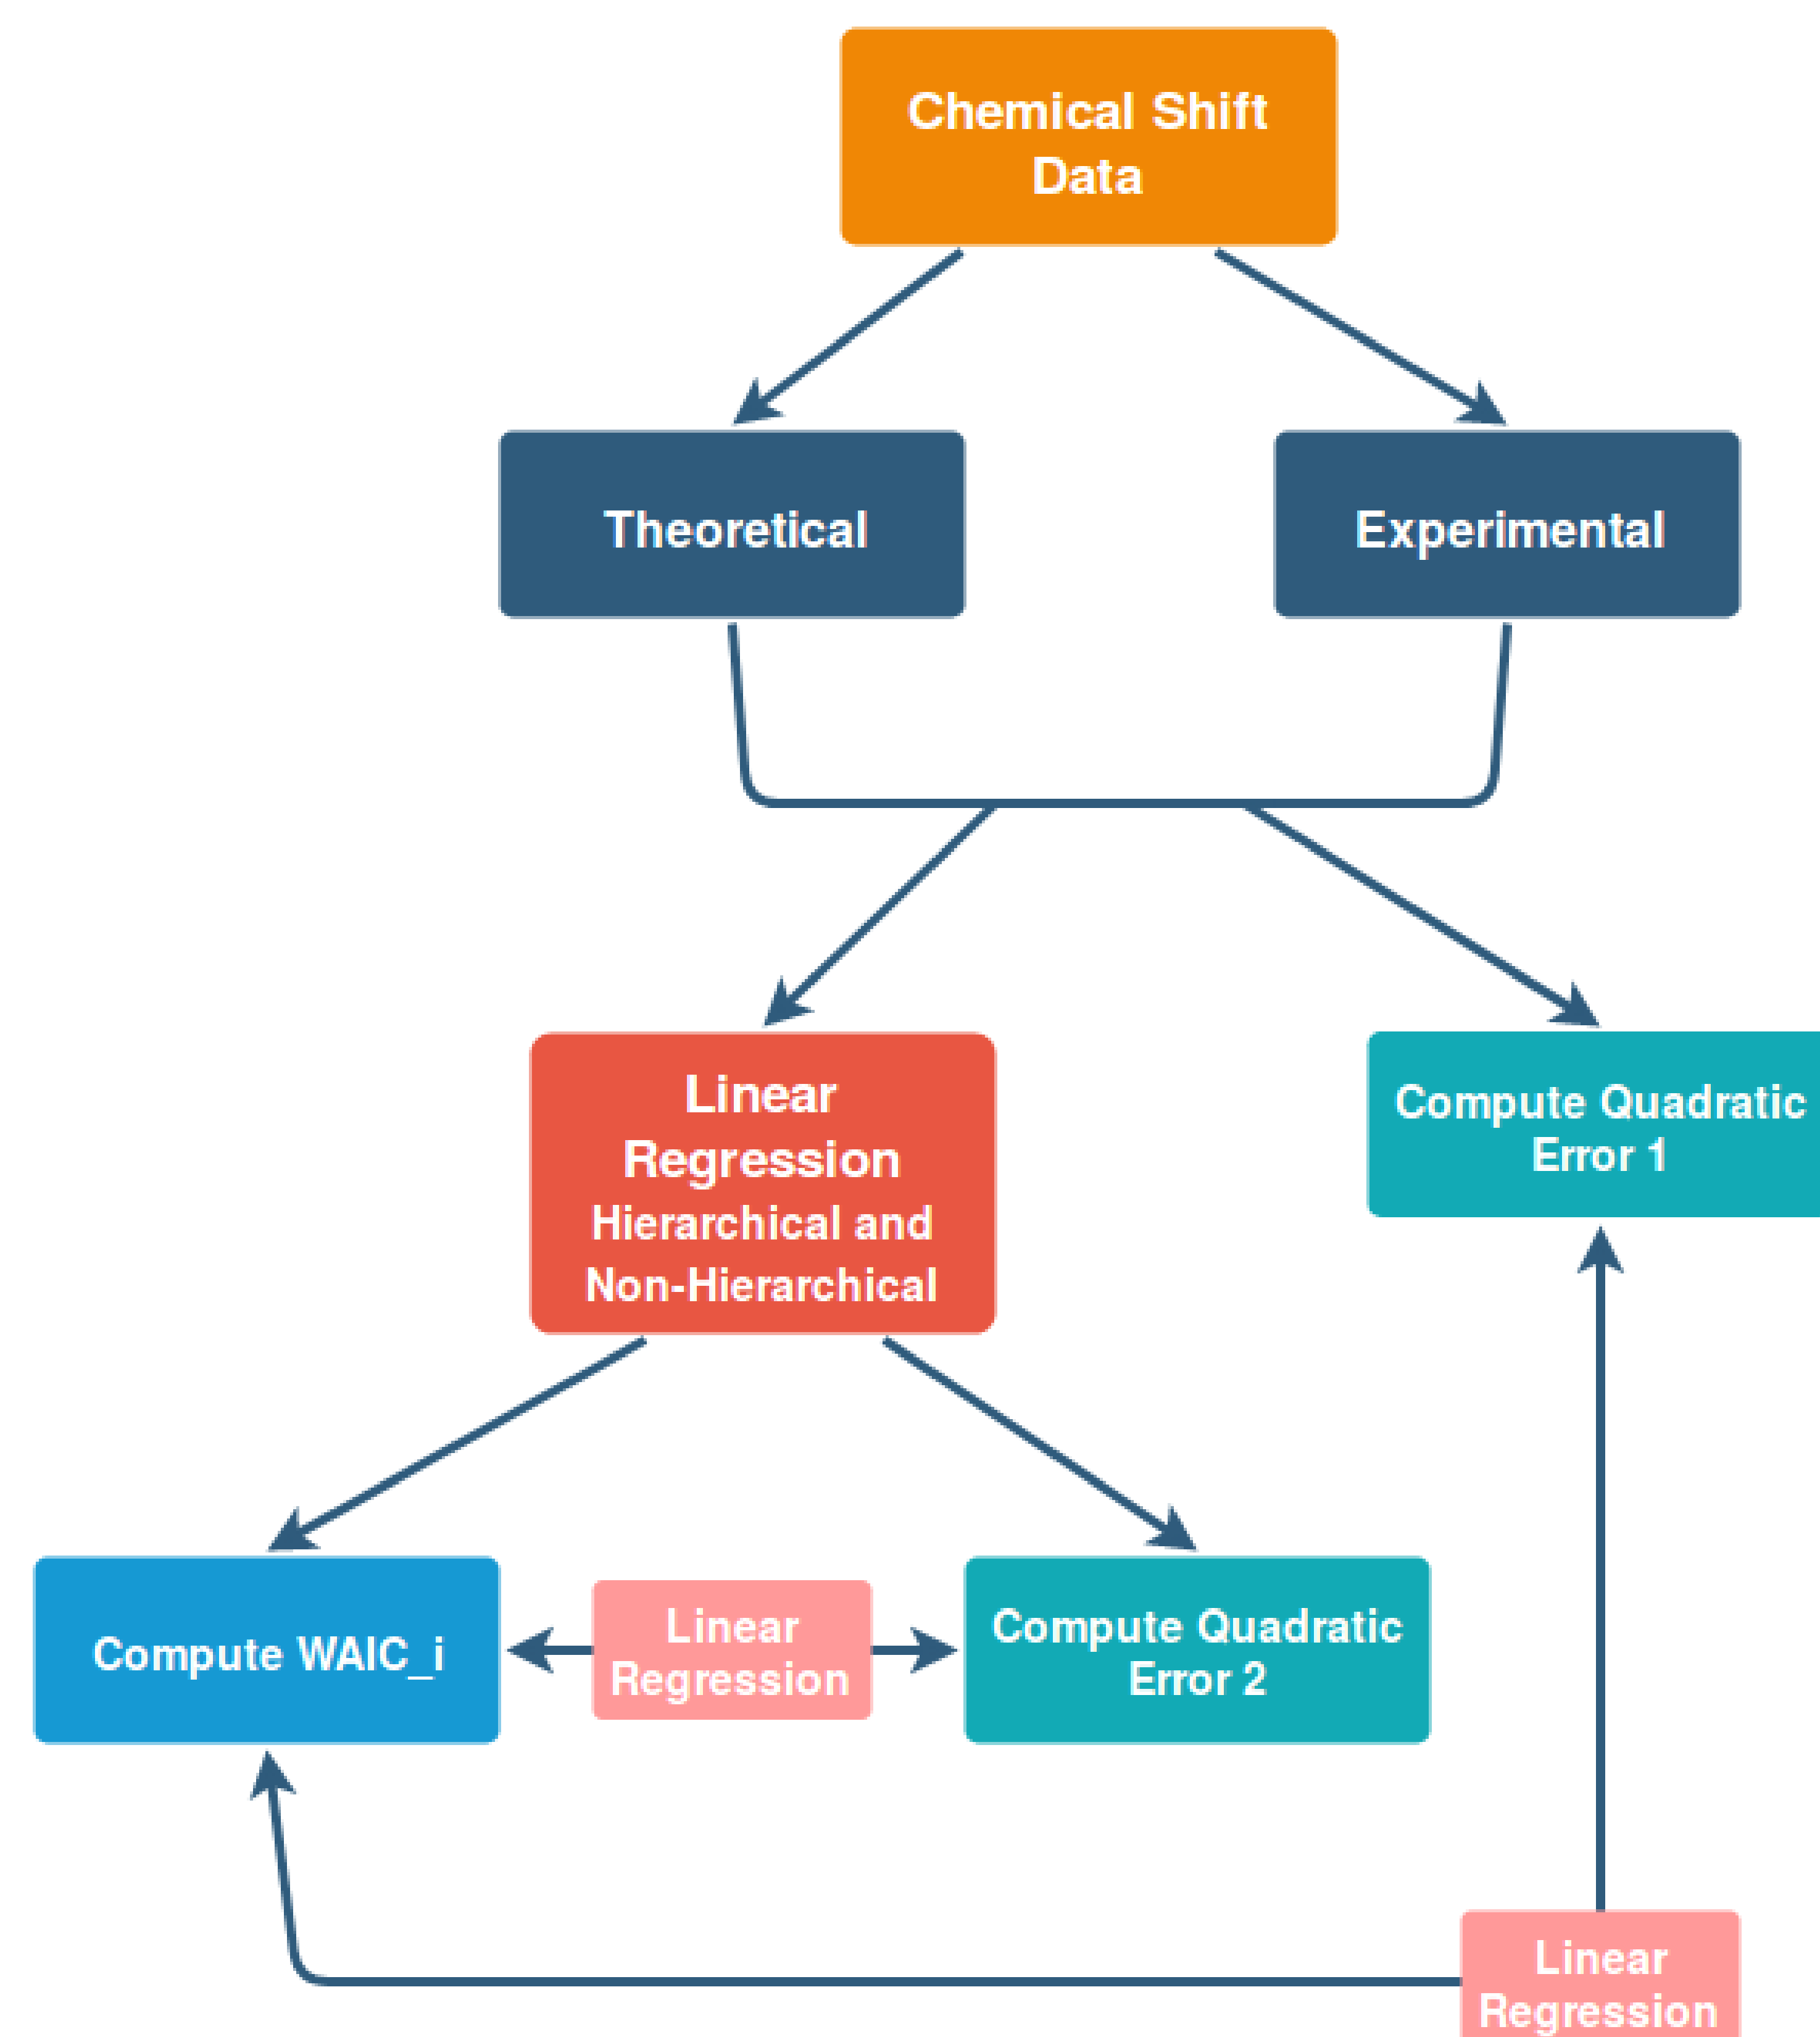 Chemical Shift
Data
Theoretical
Experimental
Linear
Regression
Hierarchical and
Non-Hierarchical
Compute Quadratic
Error 1
Compute WAIC_i
Linear
Regression
Compute Quadratic
Error 2
Linear
Regression